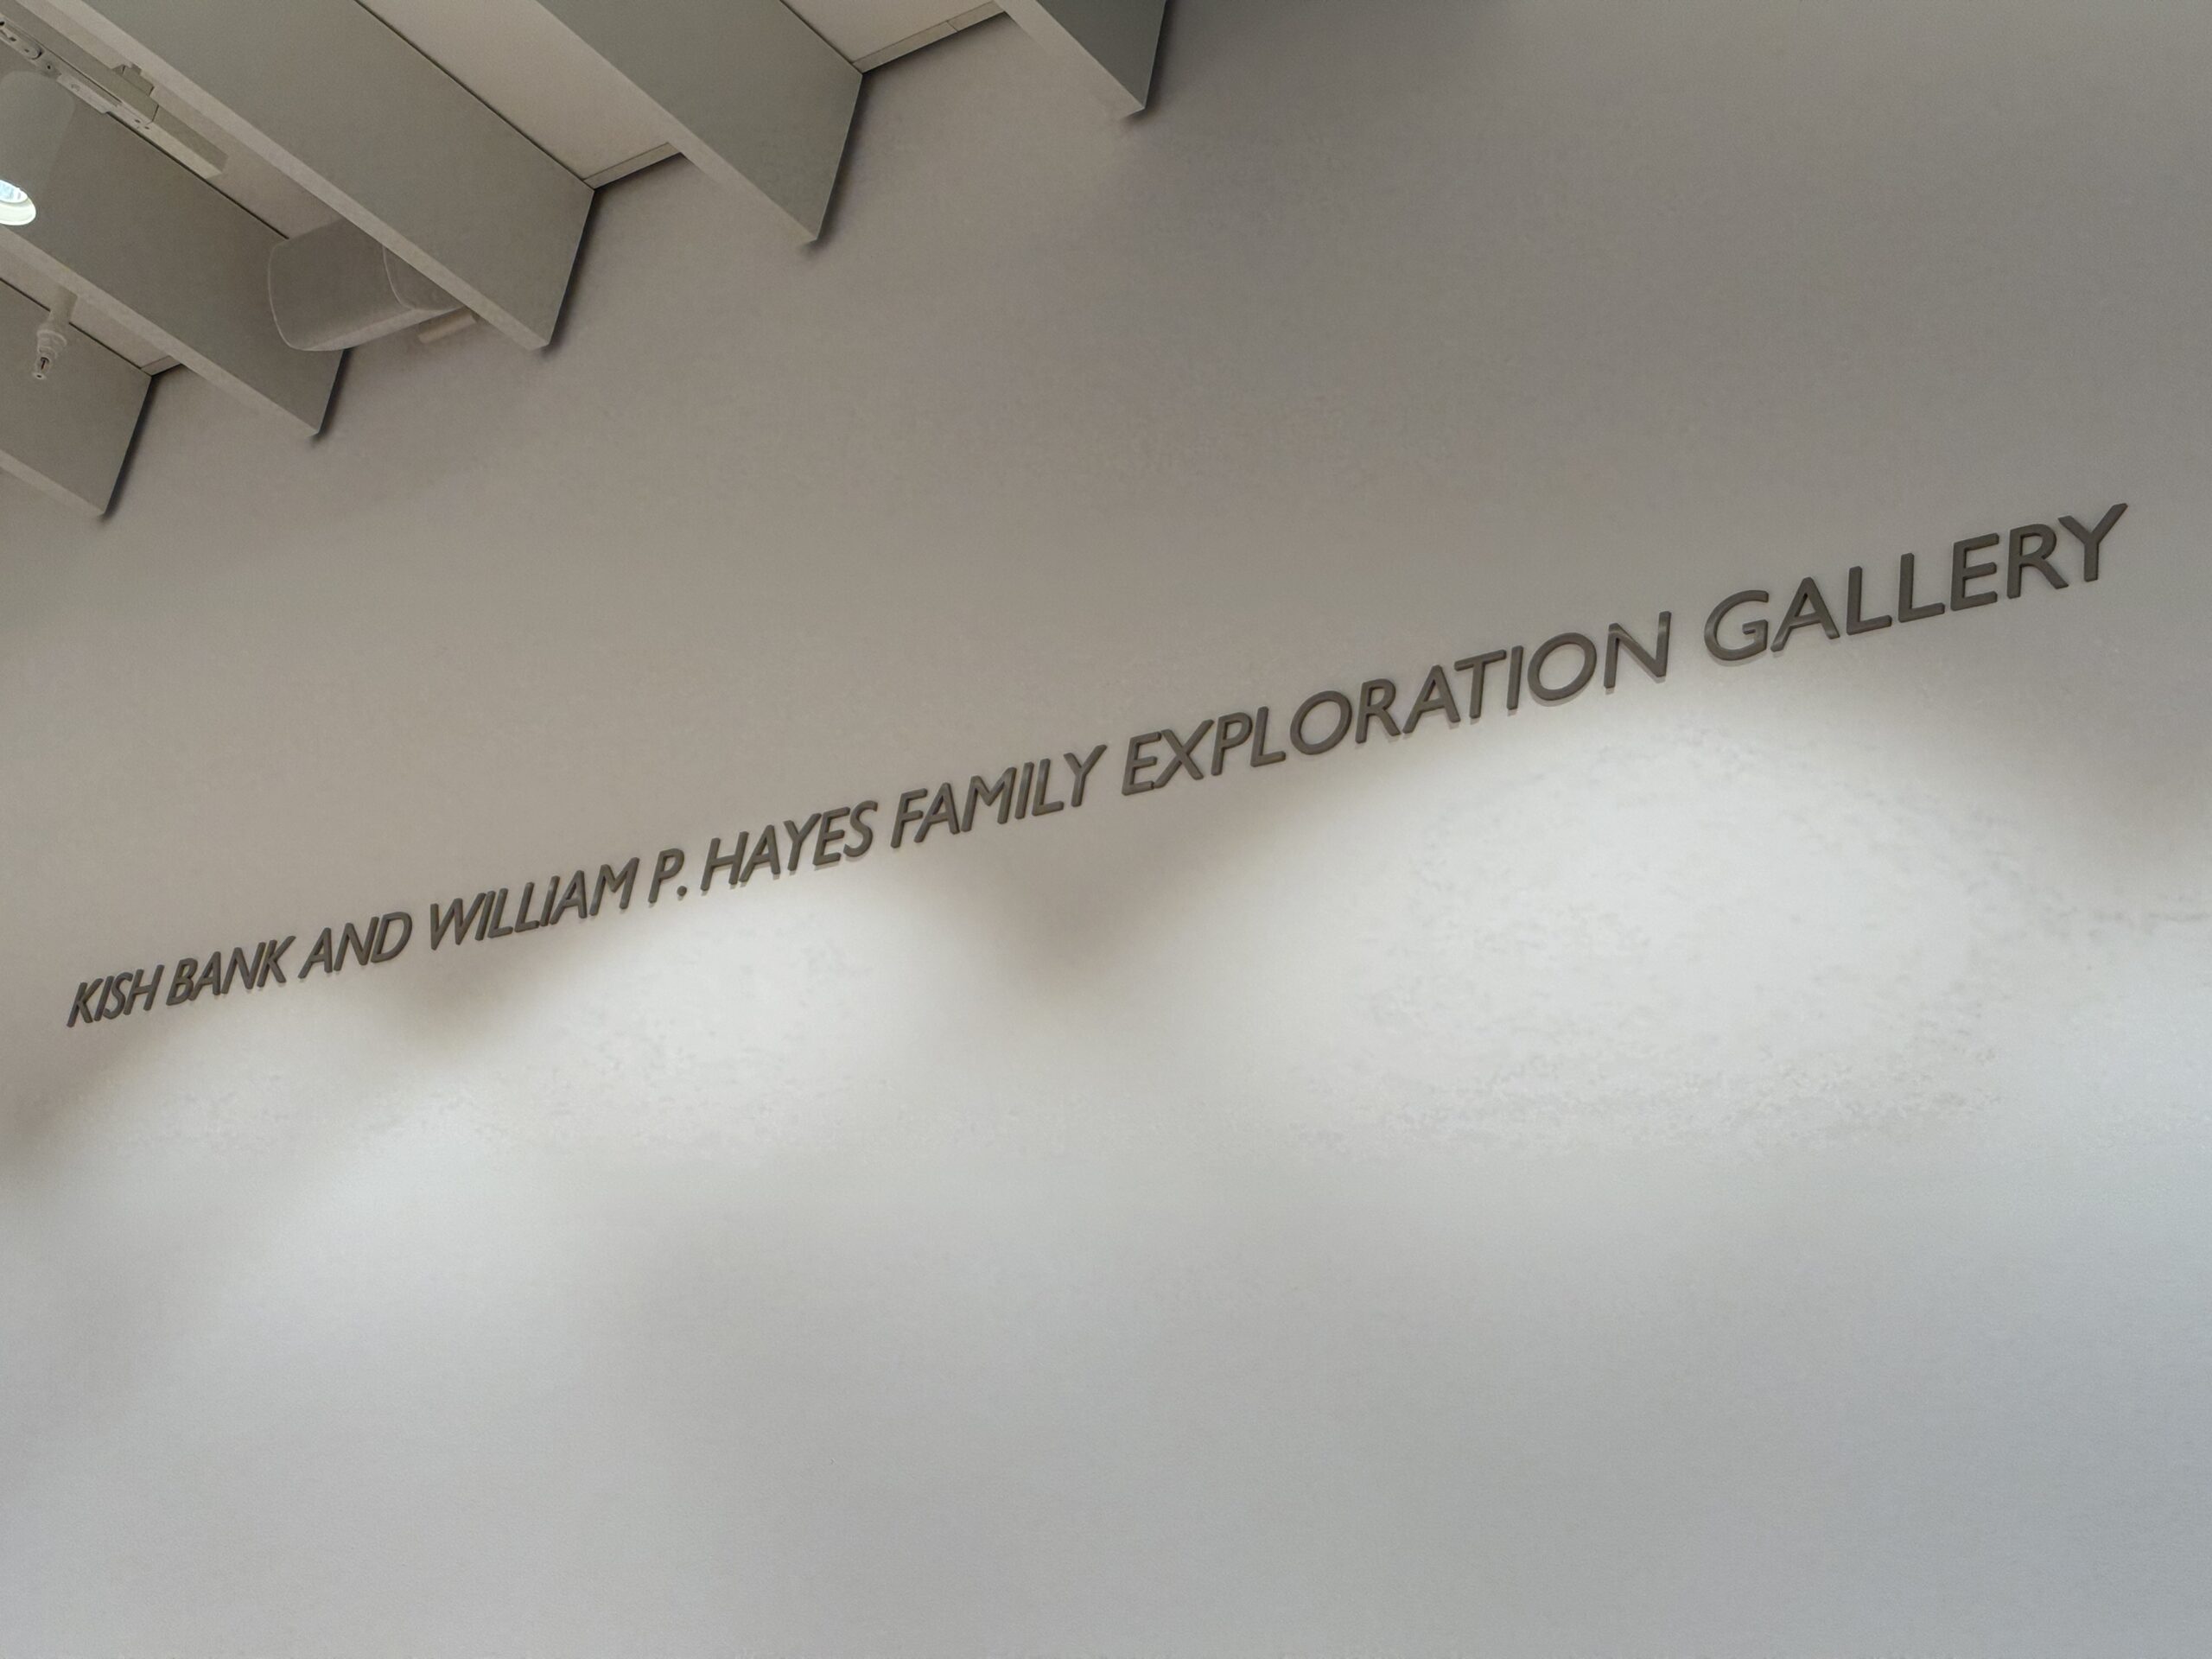 KISH BANK AND WILLIAM P. HAYES FAMILY EXPLORATION GALLERY